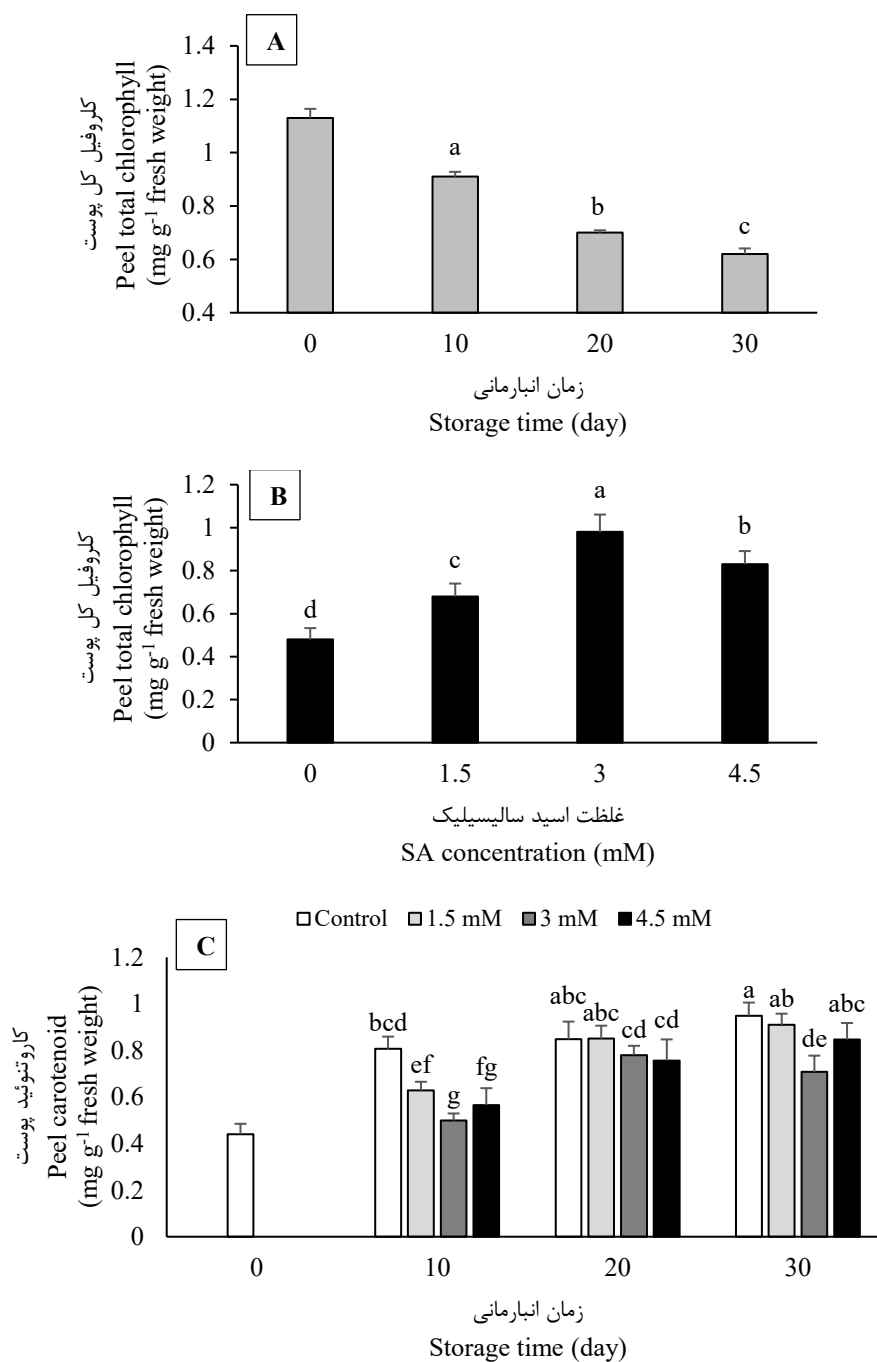 A
کلروفیل کل پوست
Peel total chlorophyll
(mg g⁻¹ fresh weight)
1.4
1.2
1
0.8
0.6
0.4
a
b
c
0 10 20 30
زمان انبارمانی
Storage time (day)
B
کلروفیل کل پوست
Peel total chlorophyll
(mg g⁻¹ fresh weight)
1.2
1
0.8
0.6
0.4
0.2
0
d
c
a
b
0 1.5 3 4.5
غلظت اسید سالیسیلیک
SA concentration (mM)
Control 1.5 mM 3 mM 4.5 mM
C
کاروتنوئید پوست
Peel carotenoid
(mg g⁻¹ fresh weight)
1.2
1
0.8
0.6
0.4
0.2
0
bcd
ef
g
fg
abc
abc
cd
cd
a
ab
de
abc
0 10 20 30
زمان انبارمانی
Storage time (day)